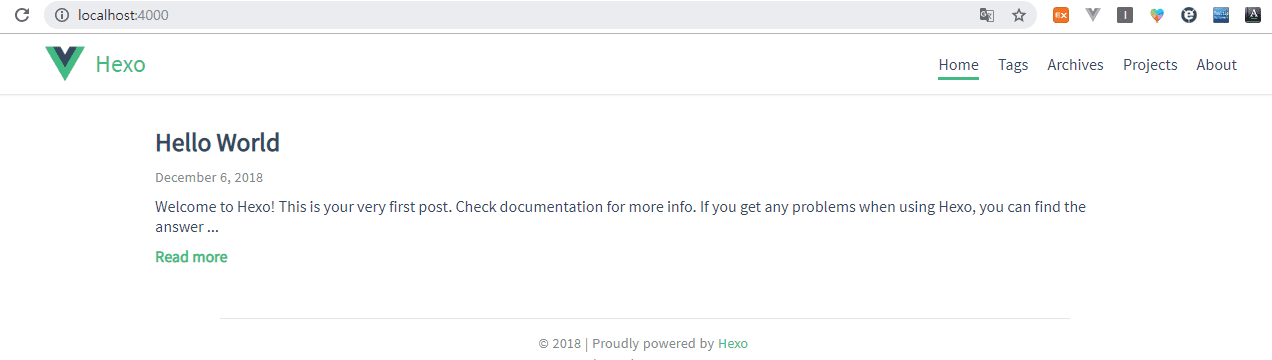 localhost:4000
Hexo
Home Tags Archives Projects About
Hello World
December 6, 2018
Welcome to Hexo! This is your very first post. Check documentation for more info. If you get any problems when using Hexo, you can find the
answer ...
Read more
© 2018 | Proudly powered by Hexo